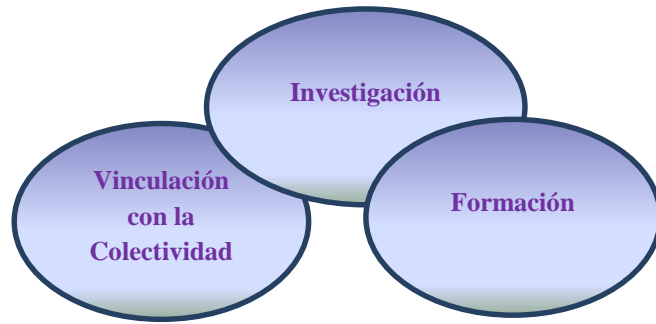 Investigación
Vinculación
con la
Colectividad
Formación